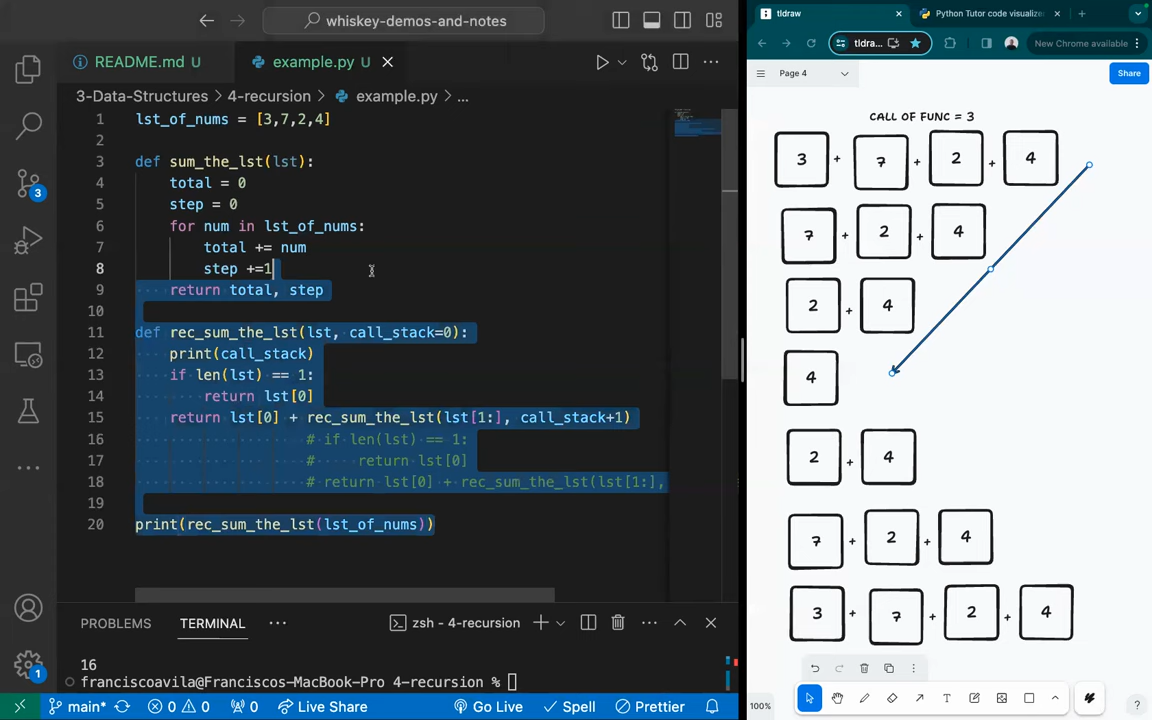 whiskey-demos-and-notes
README.md U
example.py U
3-Data-Structures > 4-recursion > example.py > ...
1 lst_of_nums = [3,7,2,4]
2
3 def sum_the_lst(lst):
4 total = 0
5 step = 0
6 for num in lst_of_nums:
7 total += num
8 step +=1
9 return total, step
10
11 def rec_sum_the_lst(lst, call_stack=0):
12 print(call_stack)
13 if len(lst) == 1:
14 return lst[0]
15 return lst[0] + rec_sum_the_lst(lst[1:], call_stack+1)
16 # if len(lst) == 1:
17 # return lst[0]
18 # return lst[0] + rec_sum_the_lst(lst[1:],
19
20 print(rec_sum_the_lst(lst_of_nums))
3
1
PROBLEMS TERMINAL ... zsh - 4-recursion
16
franciscoavila@Franciscos-MacBook-Pro 4-recursion %
main* 0 0 0 Live Share Go Live Spell Prettier
tldraw
Python Tutor code visualize
tldra...
New Chrome available
Page 4
Share
CALL OF FUNC = 3
3 + 7 + 2 + 4
7 + 2 + 4
2 + 4
4
2 + 4
7 + 2 + 4
3 + 7 + 2 + 4
100%
T
?